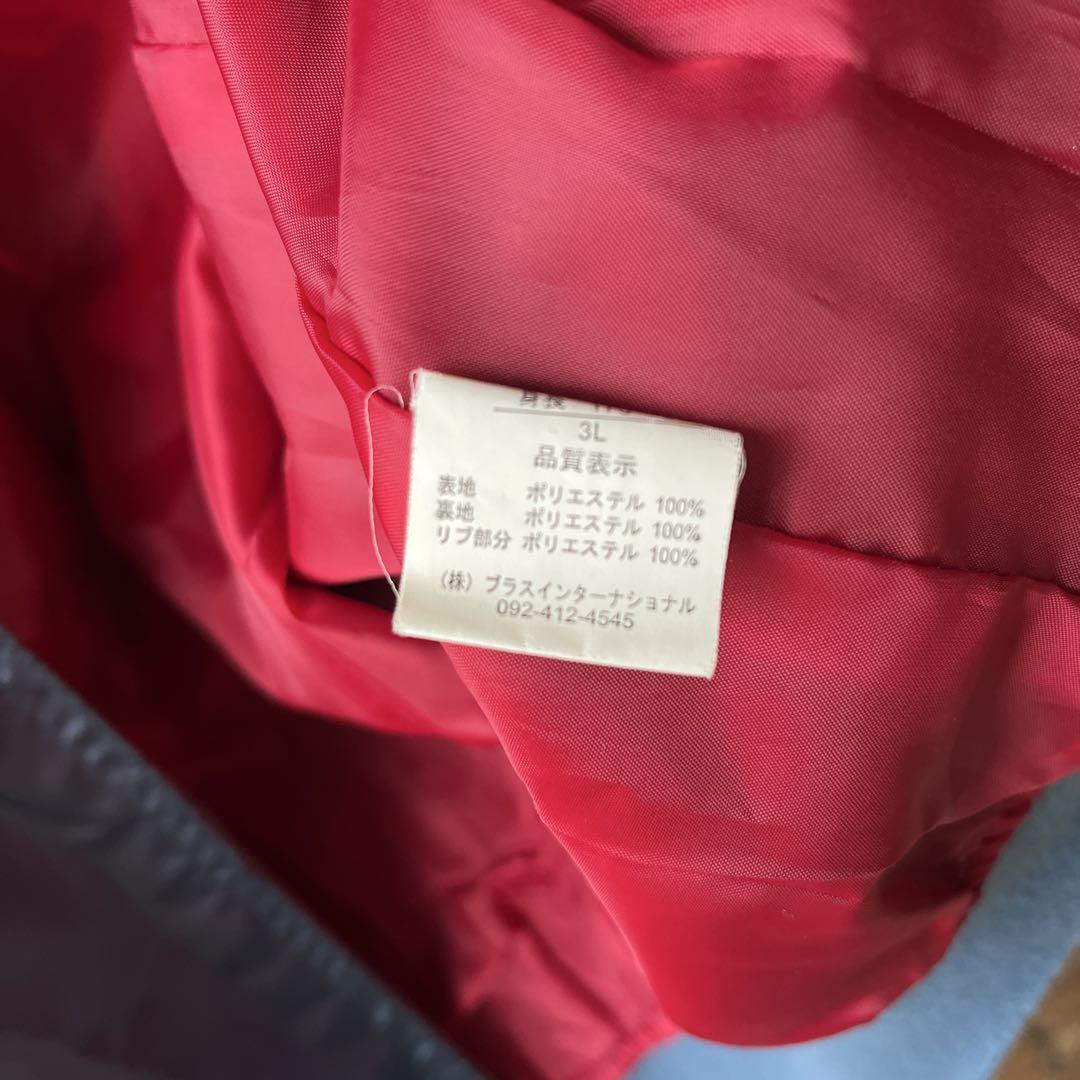 3L
品質表示
表地 ポリエステル 100%
裏地 ポリエステル 100%
リブ部分 ポリエステル 100%
(株) プラスインターナショナル
092-412-4545